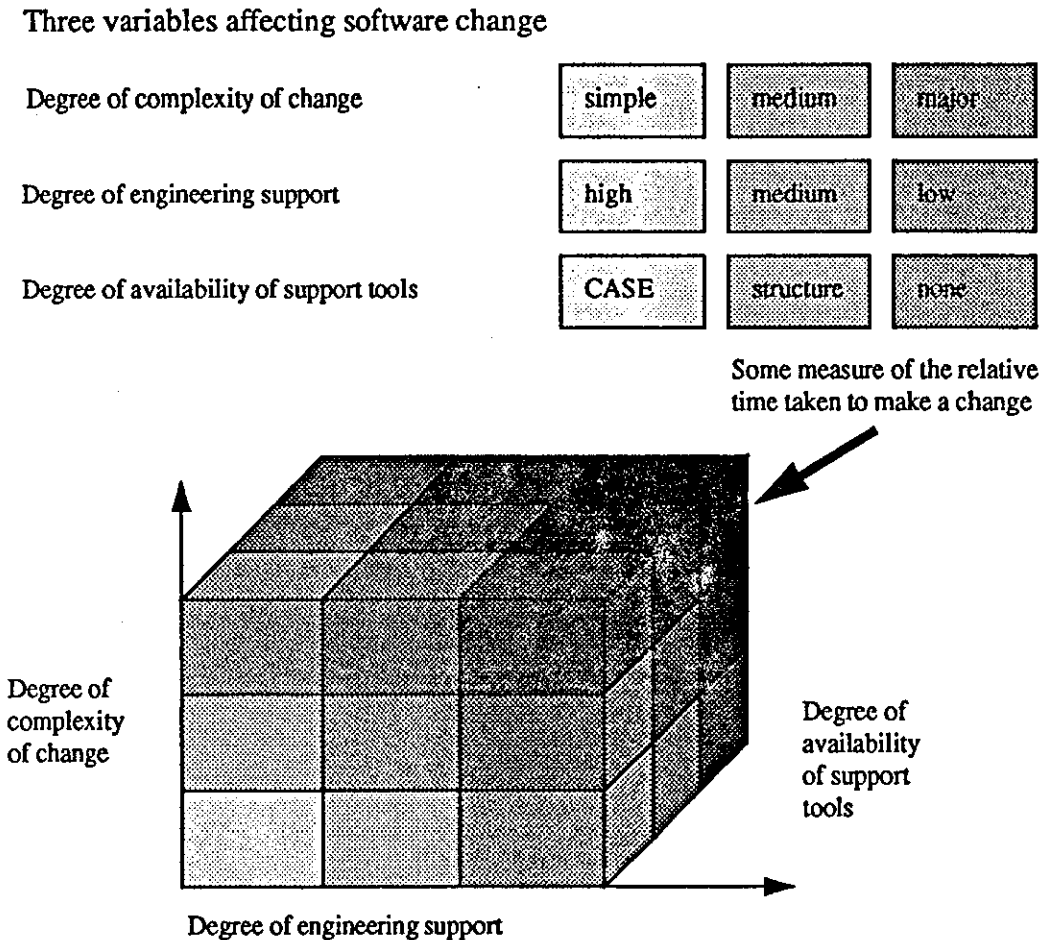 Three variables affecting software change
Degree of complexity of change simple medium major
Degree of engineering support high medium low
Degree of availability of support tools CASE structure none
Some measure of the relative
time taken to make a change
Degree of
complexity
of change
Degree of
availability
of support
tools
Degree of engineering support